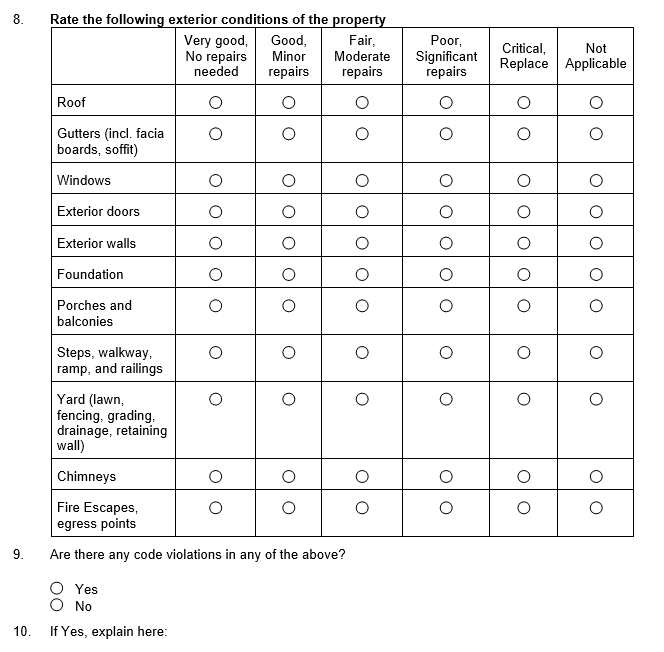 8. Rate the following exterior conditions of the property
Very good, No repairs needed
Good, Minor repairs
Fair, Moderate repairs
Poor, Significant repairs
Critical, Replace
Not Applicable
Roof
Gutters (incl. facia
boards, soffit)
Windows
Exterior doors
Exterior walls
Foundation
Porches and
balconies
Steps, walkway,
ramp, and railings
Yard (lawn,
fencing, grading,
drainage, retaining
wall)
Chimneys
Fire Escapes,
egress points
9. Are there any code violations in any of the above?
Yes
No
10. If Yes, explain here: